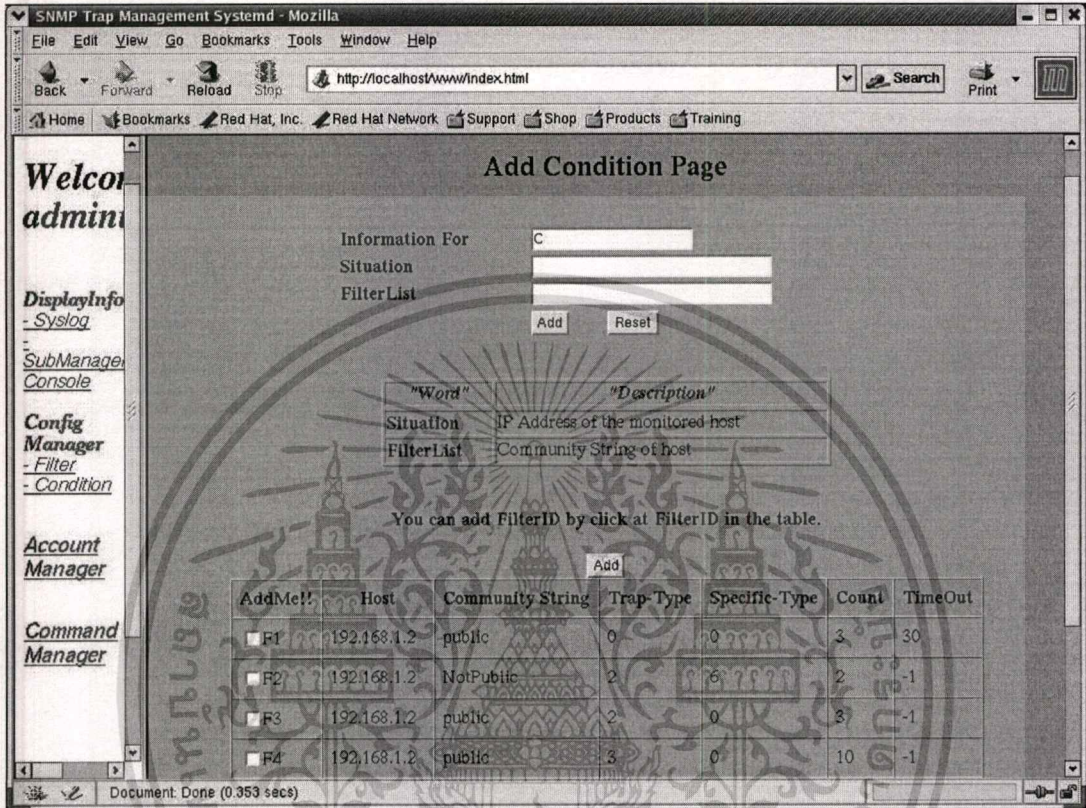 SNMP Trap Management Systemd - Mozilla
File Edit View Go Bookmarks Tools Window Help
Back Forward Reload Stop http://localhost/www/index.html Search Print
Home Bookmarks Red Hat, Inc. Red Hat Network Support Shop Products Training
Welcor
admini
DisplayInfo
- Syslog
-
SubManager
Console
Config
Manager
- Filter
- Condition
Account
Manager
Command
Manager
Add Condition Page
Information For C
Situation
FilterList
Add Reset
"Word" "Description"
Situation IP Address of the monitored host
FilterList Community String of host
You can add FilterID by click at FilterID in the table.
Add
AddMe!! Host Community String Trap-Type Specific-Type Count TimeOut
F1 192.168.1.2 public 0 0 3 30
F2 192.168.1.2 NotPublic 2 6 2 -1
F3 192.168.1.2 public 2 0 3 -1
F4 192.168.1.2 public 3 0 10 -1
Document: Done (0.353 secs)